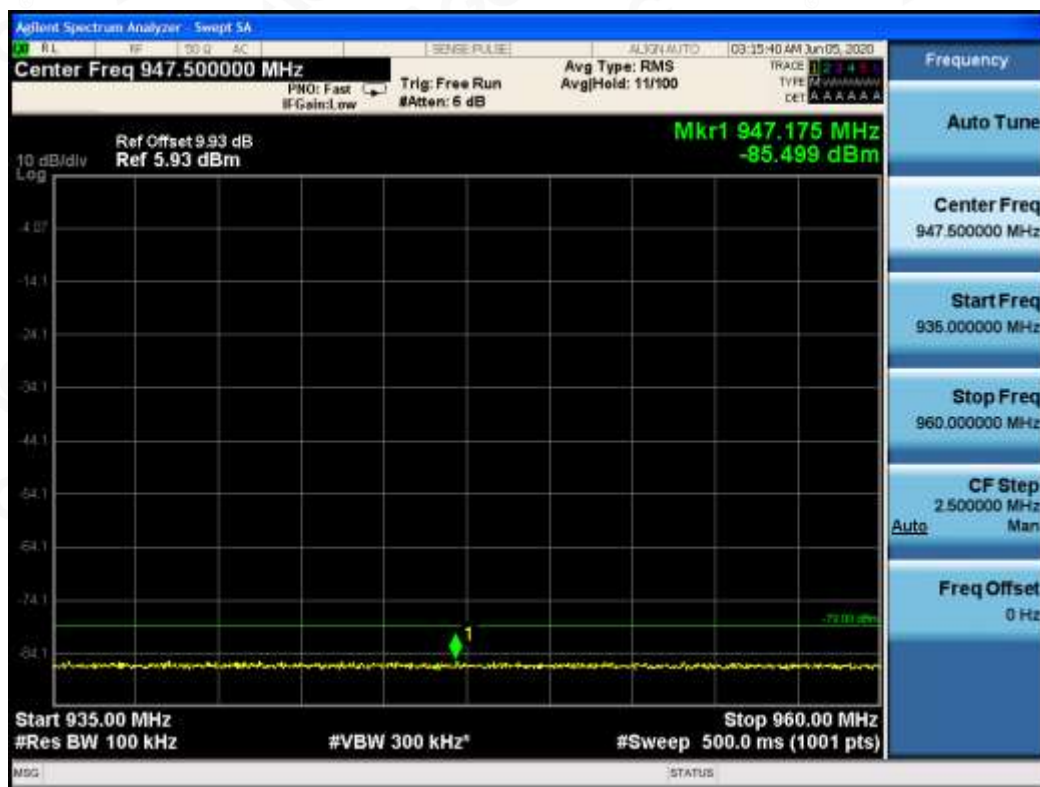 Agilent Spectrum Analyzer - Swept SA
RL RF 50 Ω AC SENSE:PULSE ALIGN AUTO 03:15:40 AM Jun 05, 2020
Center Freq 947.500000 MHz
PNO: Fast
IFGain:Low
Trig: Free Run
#Atten: 6 dB
Avg Type: RMS
Avg|Hold: 11/100
TRACE 1 2 3 4 5 6
TYPE
DET A A A A A A
Ref Offset 9.93 dB
10 dB/div Ref 5.93 dBm
Log
Mkr1 947.175 MHz
-85.499 dBm
-4.07
-14.1
-24.1
-34.1
-44.1
-54.1
-64.1
-74.1
-84.1
-79.00 dBm
1
Start 935.00 MHz
Stop 960.00 MHz
#Res BW 100 kHz
#VBW 300 kHz*
#Sweep 500.0 ms (1001 pts)
MSG
STATUS
Frequency
Auto Tune
Center Freq
947.500000 MHz
Start Freq
935.000000 MHz
Stop Freq
960.000000 MHz
CF Step
2.500000 MHz
Auto Man
Freq Offset
0 Hz